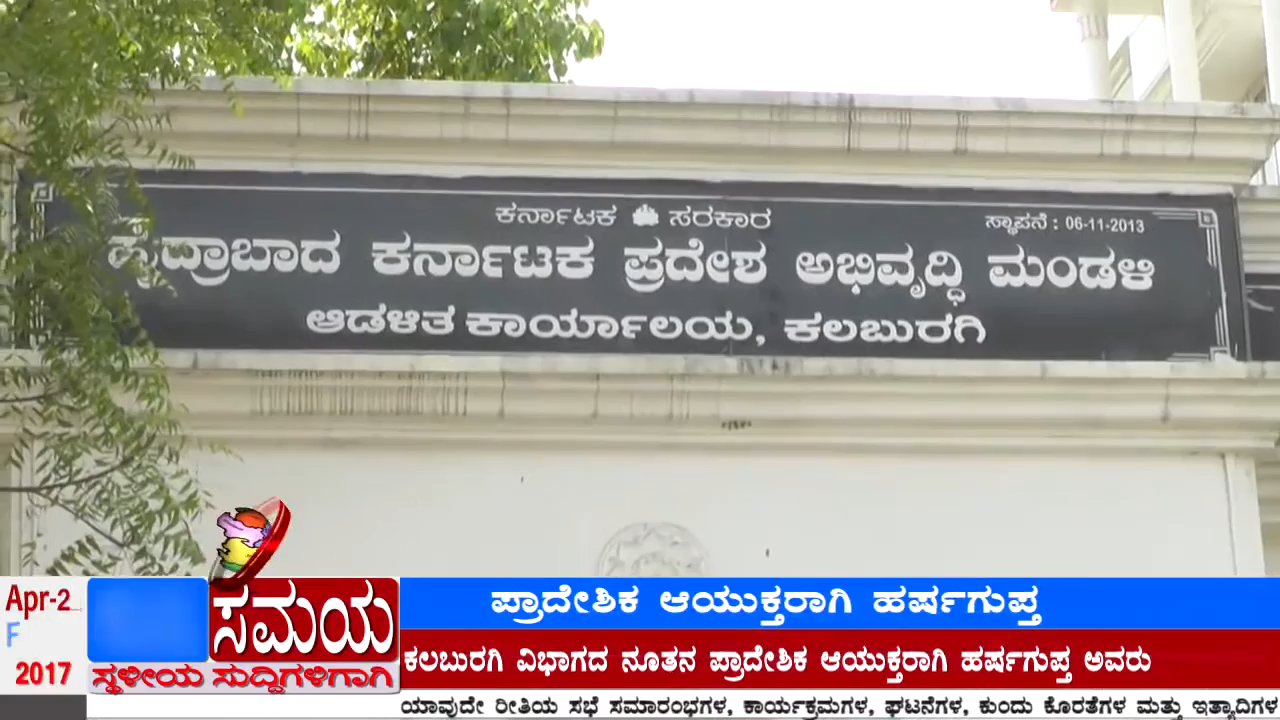 ಕರ್ನಾಟಕ ಸರಕಾರ
ಸ್ಥಾಪನೆ : 06-11-2013
ಹೈದ್ರಾಬಾದ ಕರ್ನಾಟಕ ಪ್ರದೇಶ ಅಭಿವೃದ್ಧಿ ಮಂಡಳಿ
ಆಡಳಿತ ಕಾರ್ಯಾಲಯ, ಕಲಬುರಗಿ
Apr-2
F
2017
ಸಮಯ
ಸ್ಥಳೀಯ ಸುದ್ದಿಗಳಿಗಾಗಿ
ಪ್ರಾದೇಶಿಕ ಆಯುಕ್ತರಾಗಿ ಹರ್ಷಗುಪ್ತ
ಕಲಬುರಗಿ ವಿಭಾಗದ ನೂತನ ಪ್ರಾದೇಶಿಕ ಆಯುಕ್ತರಾಗಿ ಹರ್ಷಗುಪ್ತ ಅವರು
ಯಾವುದೇ ರೀತಿಯ ಸಭೆ ಸಮಾರಂಭಗಳ, ಕಾರ್ಯಕ್ರಮಗಳ, ಘಟನೆಗಳ, ಕುಂದು ಕೊರತೆಗಳ ಮತ್ತು ಇತ್ಯಾದಿಗಳ